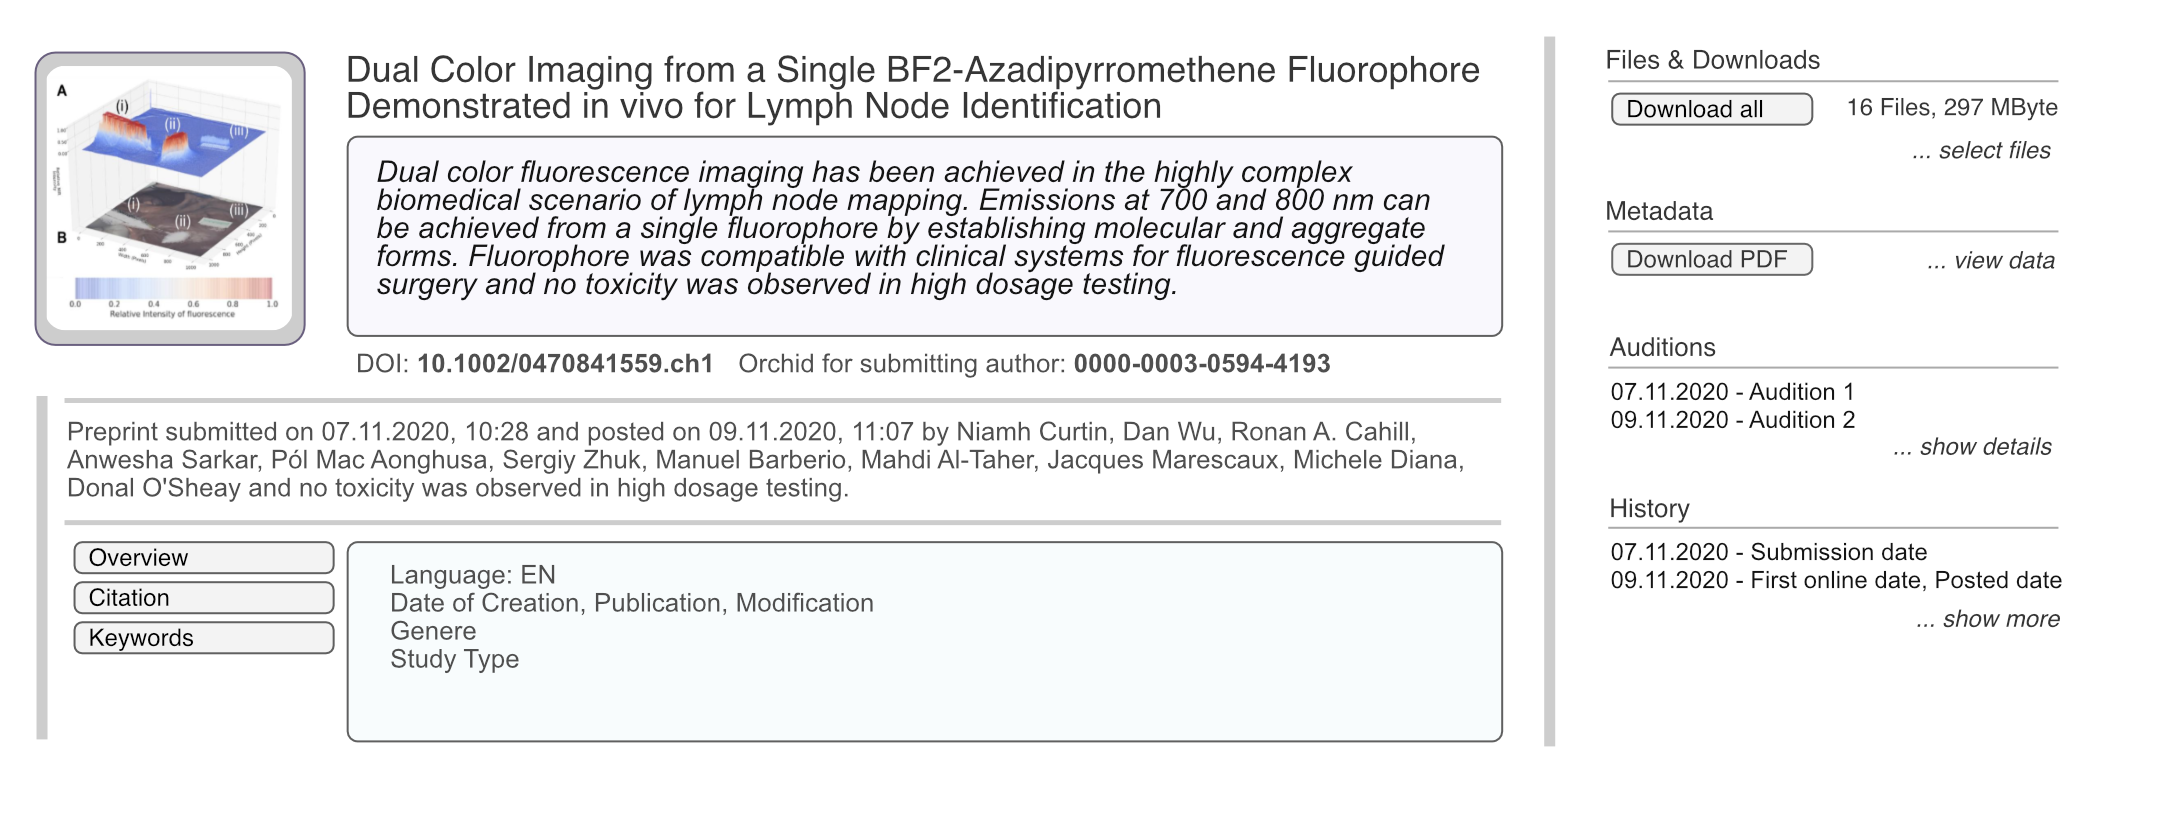 Dual Color Imaging from a Single BF2-Azadipyrromethene Fluorophore
Demonstrated in vivo for Lymph Node Identification
A
(i)
(ii)
(iii)
(i)
(ii)
(iii)
B
0.0 0.2 0.4 0.6 0.8 1.0
Relative Intensity of fluorescence
Dual color fluorescence imaging has been achieved in the highly complex
biomedical scenario of lymph node mapping. Emissions at 700 and 800 nm can
be achieved from a single fluorophore by establishing molecular and aggregate
forms. Fluorophore was compatible with clinical systems for fluorescence guided
surgery and no toxicity was observed in high dosage testing.
DOI: 10.1002/0470841559.ch1 Orchid for submitting author: 0000-0003-0594-4193
Preprint submitted on 07.11.2020, 10:28 and posted on 09.11.2020, 11:07 by Niamh Curtin, Dan Wu, Ronan A. Cahill,
Anwesha Sarkar, Pól Mac Aonghusa, Sergiy Zhuk, Manuel Barberio, Mahdi Al-Taher, Jacques Marescaux, Michele Diana,
Donal O'Sheay and no toxicity was observed in high dosage testing.
Overview
Citation
Keywords
Language: EN
Date of Creation, Publication, Modification
Genere
Study Type
Files & Downloads
Download all 16 Files, 297 MByte
... select files
Metadata
Download PDF ... view data
Auditions
07.11.2020 - Audition 1
09.11.2020 - Audition 2
... show details
History
07.11.2020 - Submission date
09.11.2020 - First online date, Posted date
... show more